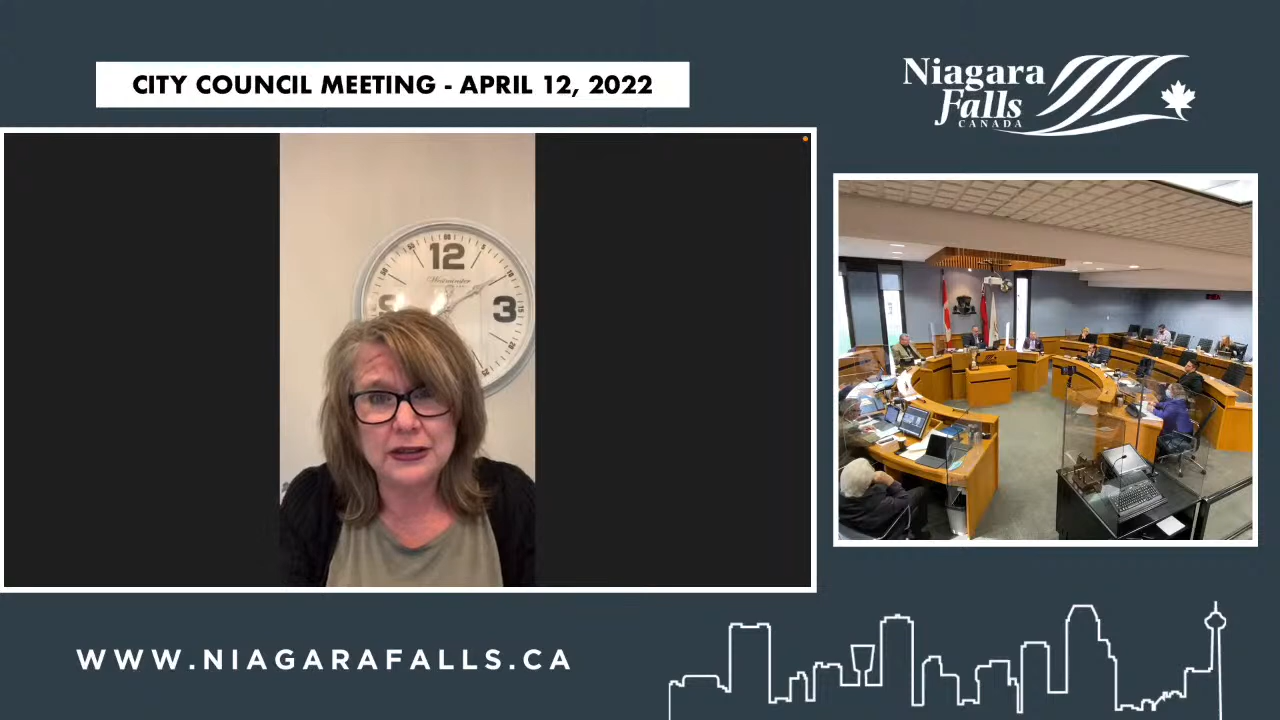 CITY COUNCIL MEETING - APRIL 12, 2022
Niagara
Falls
CANADA
12
3
WWW.NIAGARAFALLS.CA